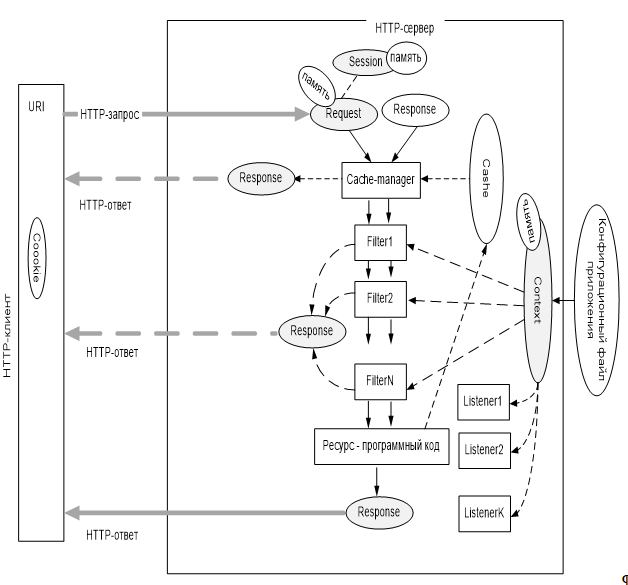 HTTP-сервер
Session
память
память
URI
HTTP-запрос
Request
Response
Response
Cache-manager
Cashe
HTTP-ответ
память
Filter1
Coookie
Context
Конфигурационный файл
приложения
Filter2
Response
HTTP-клиент
HTTP-ответ
FilterN
Listener1
Ресурс - программный код
Listener2
Response
ListenerK
HTTP-ответ